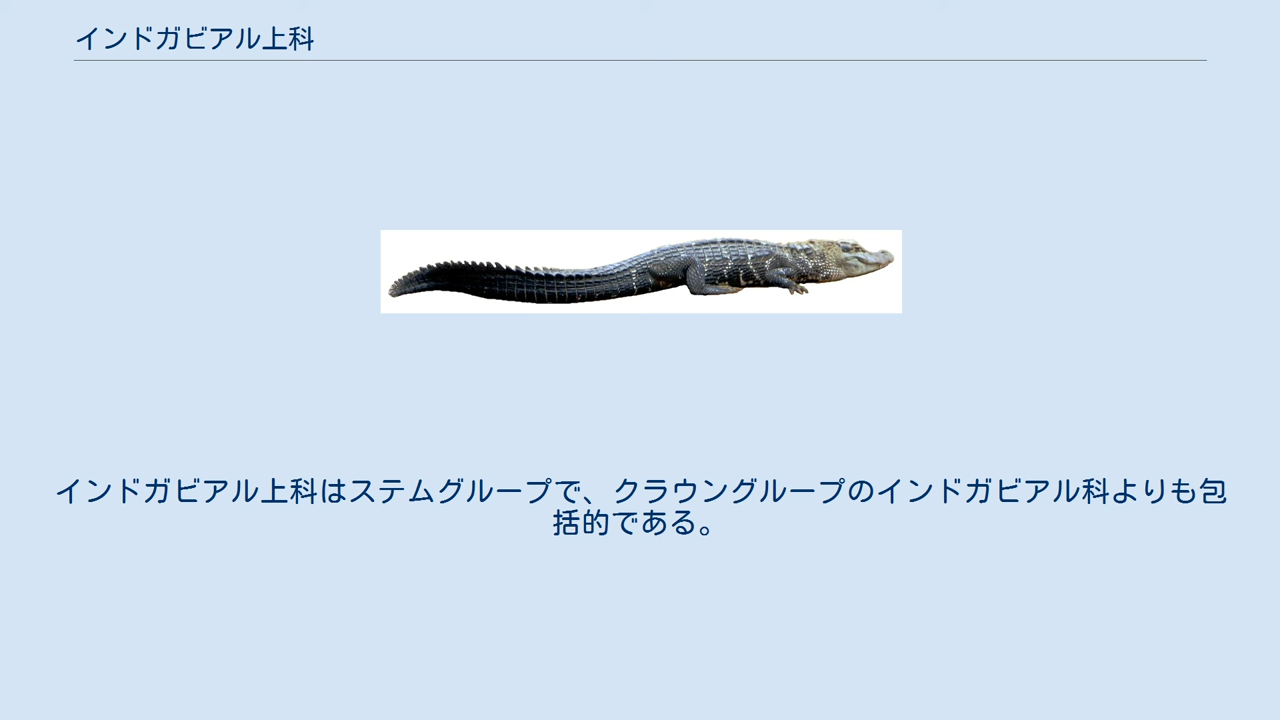 インドガビアル上科
インドガビアル上科はステムグループで、クラウングループのインドガビアル科よりも包
括的である。